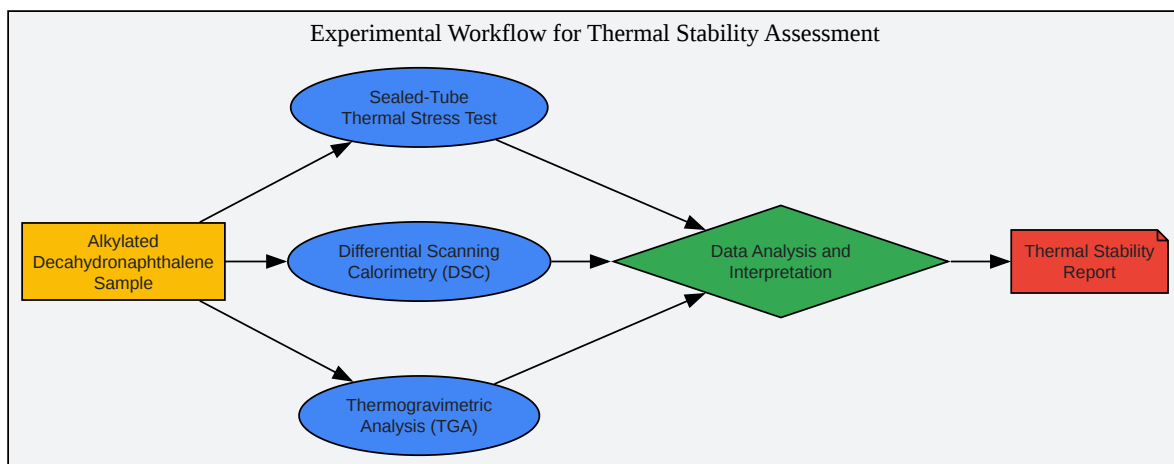 Experimental Workflow for Thermal Stability Assessment
Sealed-Tube
Thermal Stress Test
Alkylated
Decahydronaphthalene
Sample
Differential Scanning
Calorimetry (DSC)
Data Analysis and
Interpretation
Thermal Stability
Report
Thermogravimetric
Analysis (TGA)